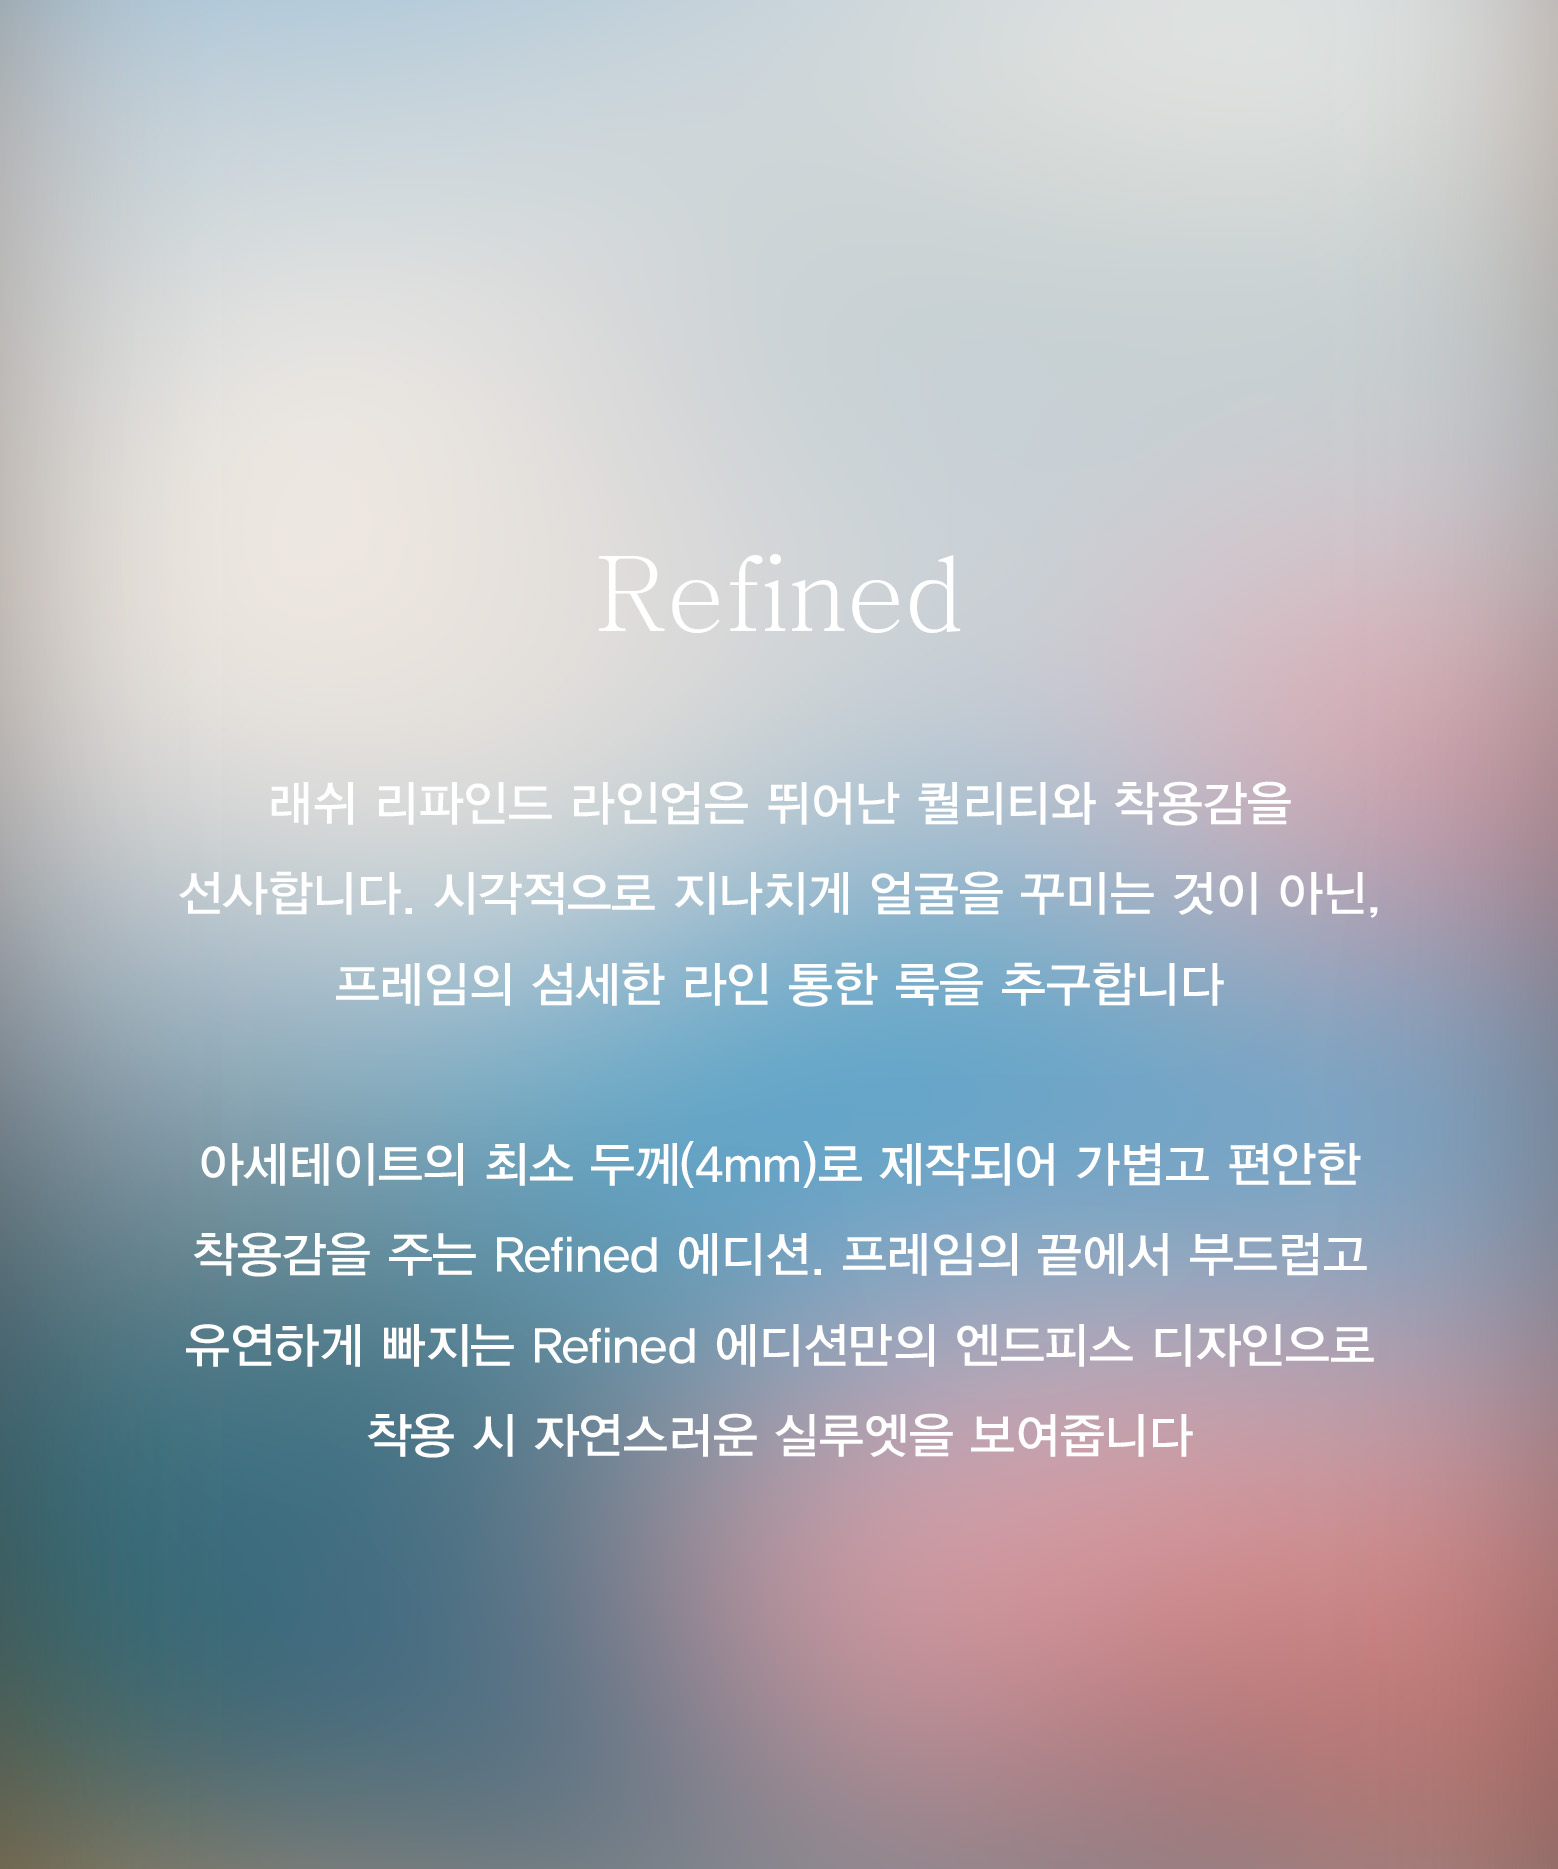 Refined
래쉬 리파인드 라인업은 뛰어난 퀄리티와 착용감을
선사합니다. 시각적으로 지나치게 얼굴을 꾸미는 것이 아닌,
프레임의 섬세한 라인 통한 룩을 추구합니다
아세테이트의 최소 두께(4mm)로 제작되어 가볍고 편안한
착용감을 주는 Refined 에디션. 프레임의 끝에서 부드럽고
유연하게 빠지는 Refined 에디션만의 엔드피스 디자인으로
착용 시 자연스러운 실루엣을 보여줍니다